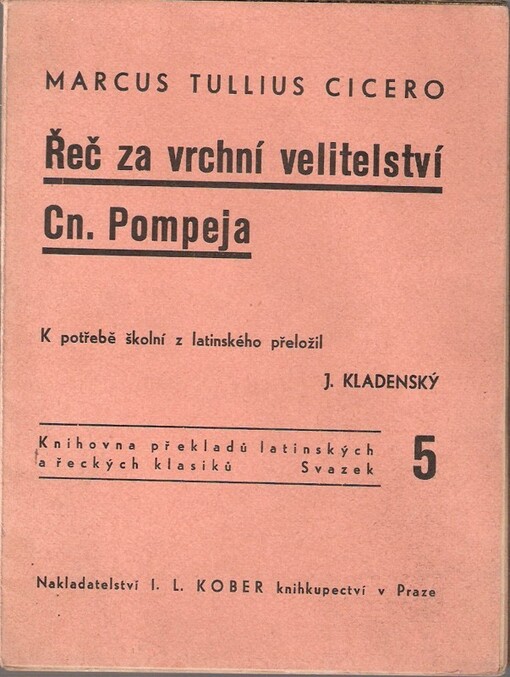 MARCUS TULLIUS CICERO
Řeč za vrchní velitelství
Cn. Pompeja
K potřebě školní z latinského přeložil
J. KLADENSKÝ
Knihovna překladů latinských
a řeckých klasiků Svazek 5
Nakladatelství I. L. KOBER knihkupectví v Praze